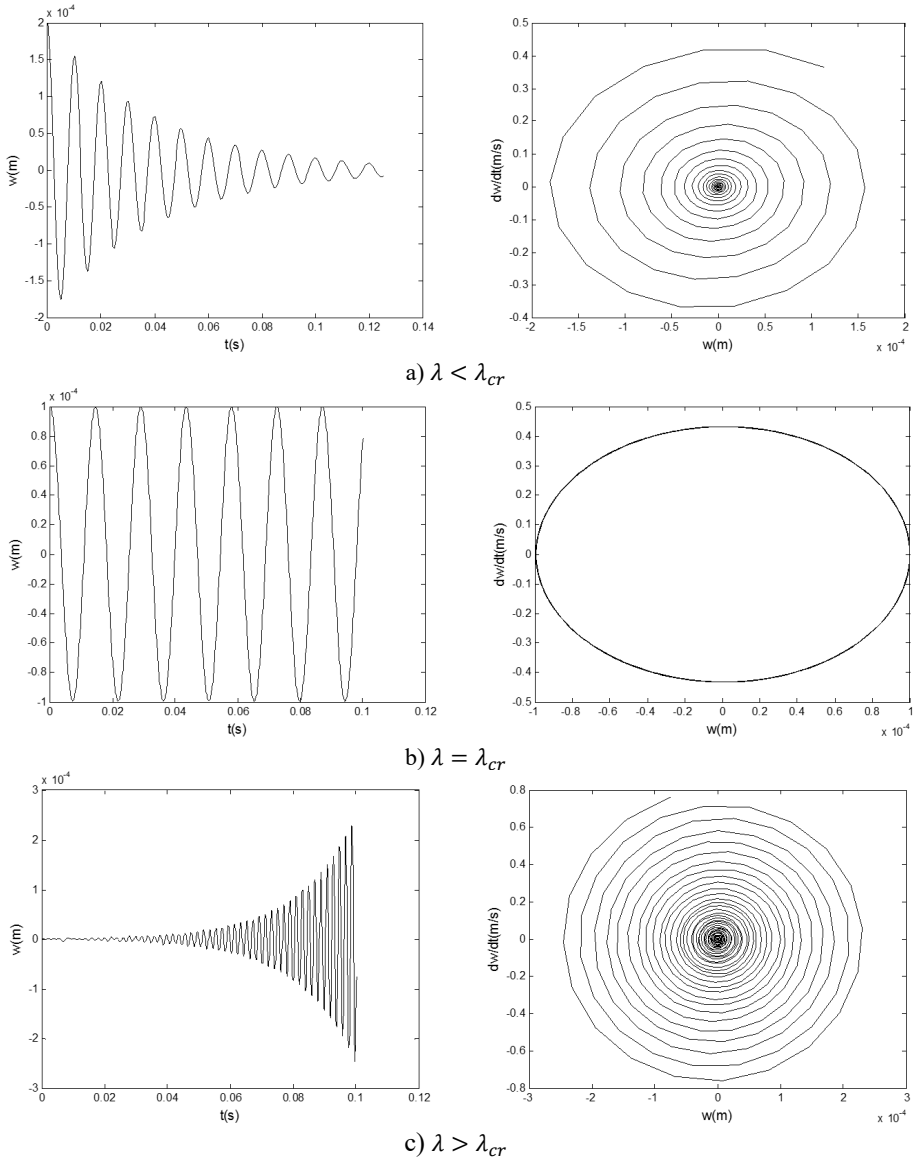 x 10⁻⁴
2
1.5
1
0.5
0
-0.5
-1
-1.5
-2
0 0.02 0.04 0.06 0.08 0.1 0.12 0.14
t(s)
w(m)
0.5
0.4
0.3
0.2
0.1
0
-0.1
-0.2
-0.3
-0.4
-2 -1.5 -1 -0.5 0 0.5 1 1.5 2
w(m)
x 10⁻⁴
dw/dt(m/s)
a) λ < λ_cr
x 10⁻⁴
1
0.8
0.6
0.4
0.2
0
-0.2
-0.4
-0.6
-0.8
-1
0 0.02 0.04 0.06 0.08 0.1 0.12
t(s)
w(m)
0.5
0.4
0.3
0.2
0.1
0
-0.1
-0.2
-0.3
-0.4
-0.5
-1 -0.8 -0.6 -0.4 -0.2 0 0.2 0.4 0.6 0.8 1
w(m)
x 10⁻⁴
dw/dt(m/s)
b) λ = λ_cr
x 10⁻⁴
3
2
1
0
-1
-2
-3
0 0.02 0.04 0.06 0.08 0.1 0.12
t(s)
w(m)
0.8
0.6
0.4
0.2
0
-0.2
-0.4
-0.6
-0.8
-3 -2 -1 0 1 2 3
w(m)
x 10⁻⁴
dw/dt(m/s)
c) λ > λ_cr